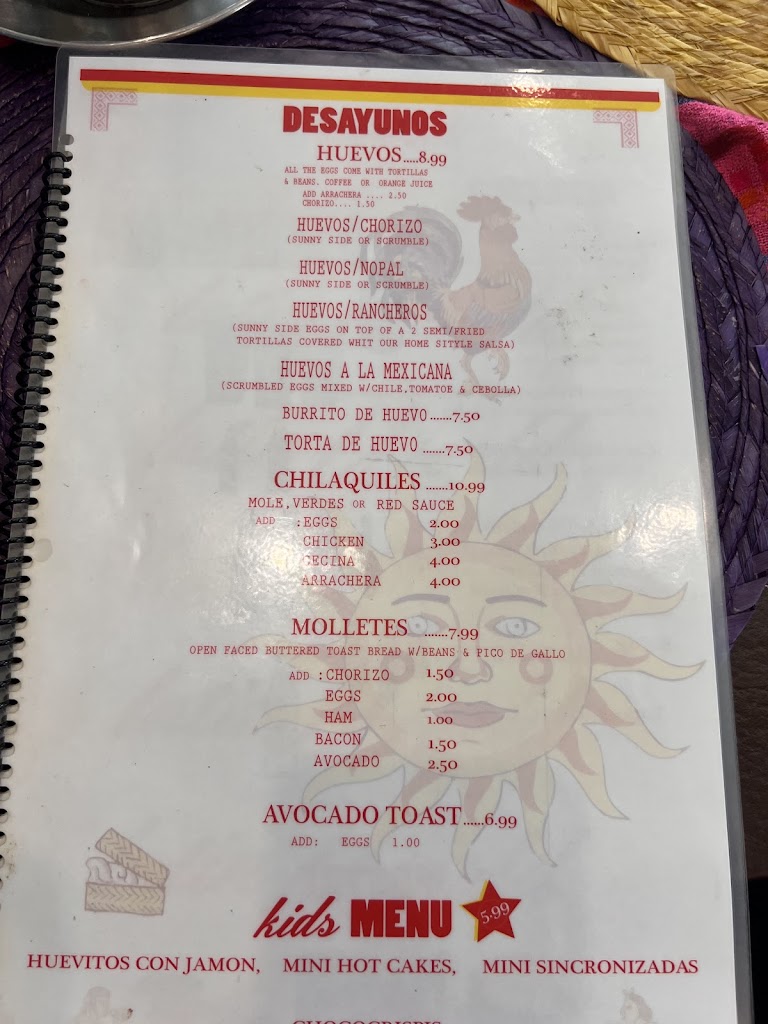 DESAYUNOS
HUEVOS.....8.99
ALL THE EGGS COME WITH TORTILLAS
& BEANS. COFFEE OR ORANGE JUICE
ADD ARRACHERA .... 2.50
CHORIZO.... 1.50
HUEVOS/CHORIZO
(SUNNY SIDE OR SCRUMBLE)
HUEVOS/NOPAL
(SUNNY SIDE OR SCRUMBLE)
HUEVOS/RANCHEROS
(SUNNY SIDE EGGS ON TOP OF A 2 SEMI/FRIED
TORTILLAS COVERED WHIT OUR HOME SITYLE SALSA)
HUEVOS A LA MEXICANA
(SCRUMBLED EGGS MIXED W/CHILE,TOMATOE & CEBOLLA)
BURRITO DE HUEVO.......7.50
TORTA DE HUEVO .......7.50
CHILAQUILES .......10.99
MOLE,VERDES OR RED SAUCE
ADD :EGGS 2.00
CHICKEN 3.00
CECINA 4.00
ARRACHERA 4.00
MOLLETES .......7.99
OPEN FACED BUTTERED TOAST BREAD W/BEANS & PICO DE GALLO
ADD :CHORIZO 1.50
EGGS 2.00
HAM 1.00
BACON 1.50
AVOCADO 2.50
AVOCADO TOAST......6.99
ADD: EGGS 1.00
kids MENU 5.99
HUEVITOS CON JAMON, MINI HOT CAKES, MINI SINCRONIZADAS
CHOCOCRISPIS